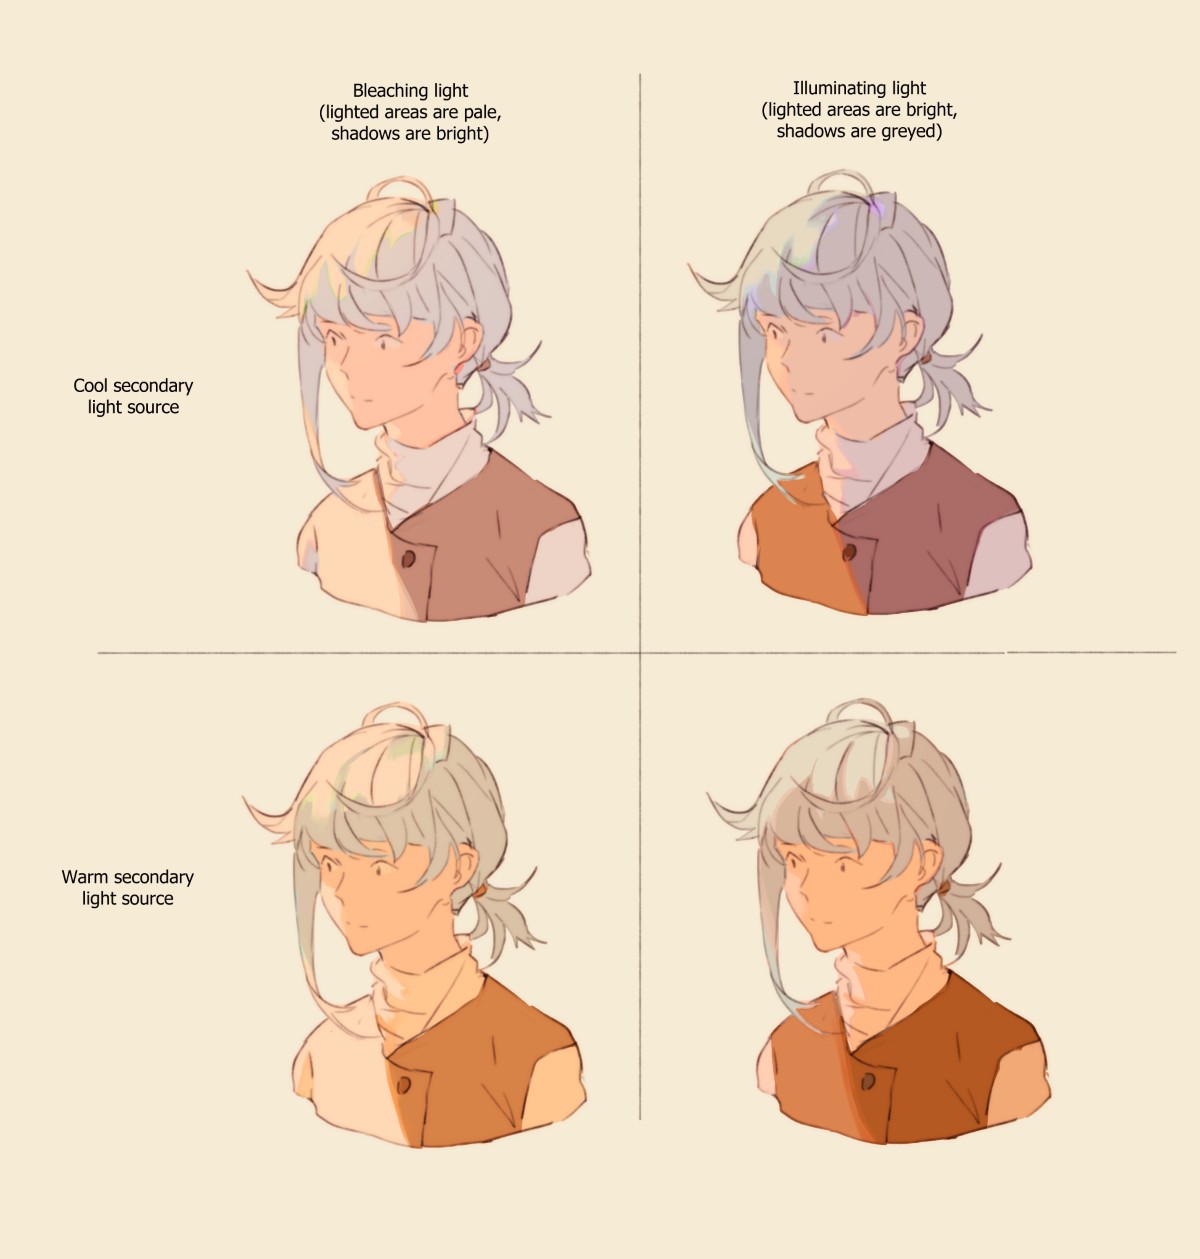 Bleaching light
(lighted areas are pale,
shadows are bright)
Illuminating light
(lighted areas are bright,
shadows are greyed)
Cool secondary
light source
Warm secondary
light source